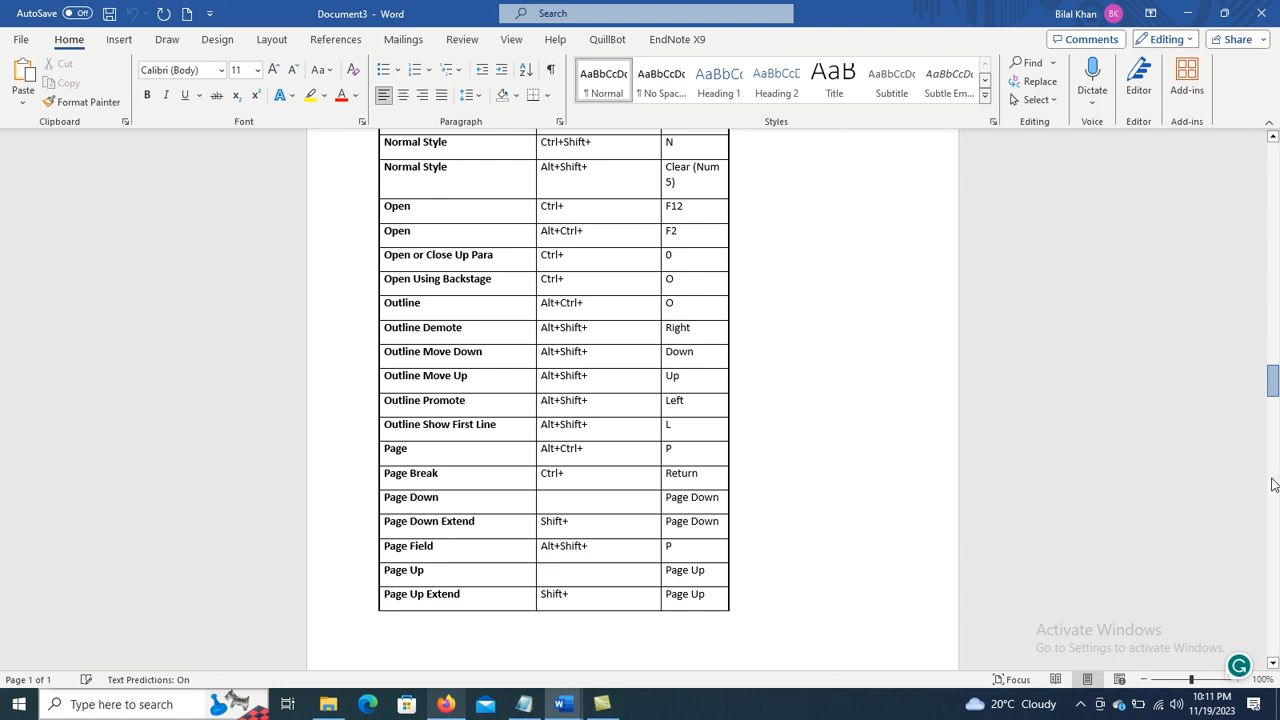 AutoSave Off Document3 - Word Search Bilal Khan BK
File Home Insert Draw Design Layout References Mailings Review View Help QuillBot EndNote X9 Comments Editing Share
Paste Cut Copy Format Painter Clipboard
Calibri (Body) 11 Aa B I U ab x₂ x² A A Font
Paragraph
AaBbCcDc ¶ Normal AaBbCcDc ¶ No Spac... AaBbCc Heading 1 AaBbCcD Heading 2 AaB Title AaBbCcD Subtitle AaBbCcDc Subtle Em... Styles
Find Replace Select Editing
Dictate Voice
Editor Editor
Add-ins Add-ins
Normal Style Ctrl+Shift+ N
Normal Style Alt+Shift+ Clear (Num
5)
Open Ctrl+ F12
Open Alt+Ctrl+ F2
Open or Close Up Para Ctrl+ 0
Open Using Backstage Ctrl+ O
Outline Alt+Ctrl+ O
Outline Demote Alt+Shift+ Right
Outline Move Down Alt+Shift+ Down
Outline Move Up Alt+Shift+ Up
Outline Promote Alt+Shift+ Left
Outline Show First Line Alt+Shift+ L
Page Alt+Ctrl+ P
Page Break Ctrl+ Return
Page Down Page Down
Page Down Extend Shift+ Page Down
Page Field Alt+Shift+ P
Page Up Page Up
Page Up Extend Shift+ Page Up
Activate Windows
Go to Settings to activate Windows.
Page 1 of 1 Text Predictions: On Focus 100%
Type here to search 20°C Cloudy 10:11 PM
11/19/2023